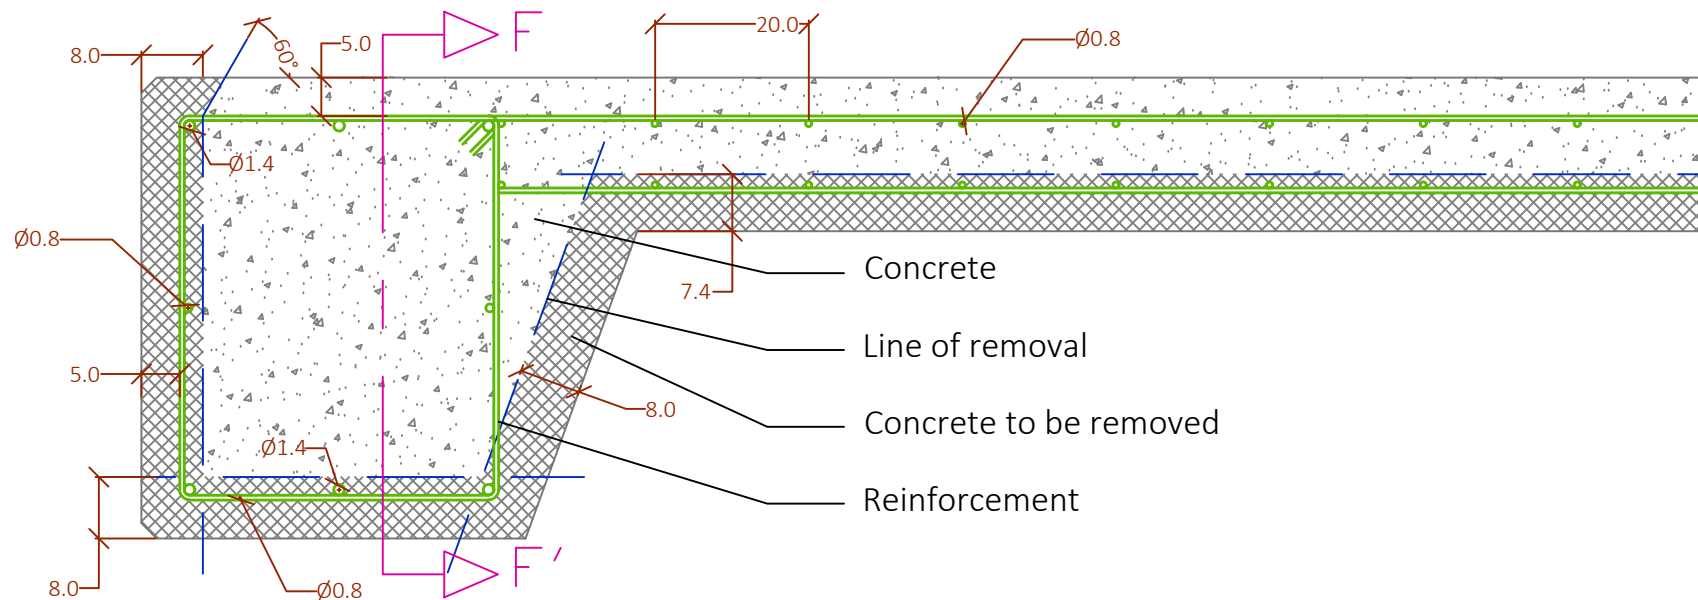 F
20.0
Ø0.8
5.0
8.0
60°
Ø1.4
Ø0.8
Concrete
7.4
Line of removal
5.0
8.0
Concrete to be removed
Ø1.4
Reinforcement
F′
8.0
Ø0.8